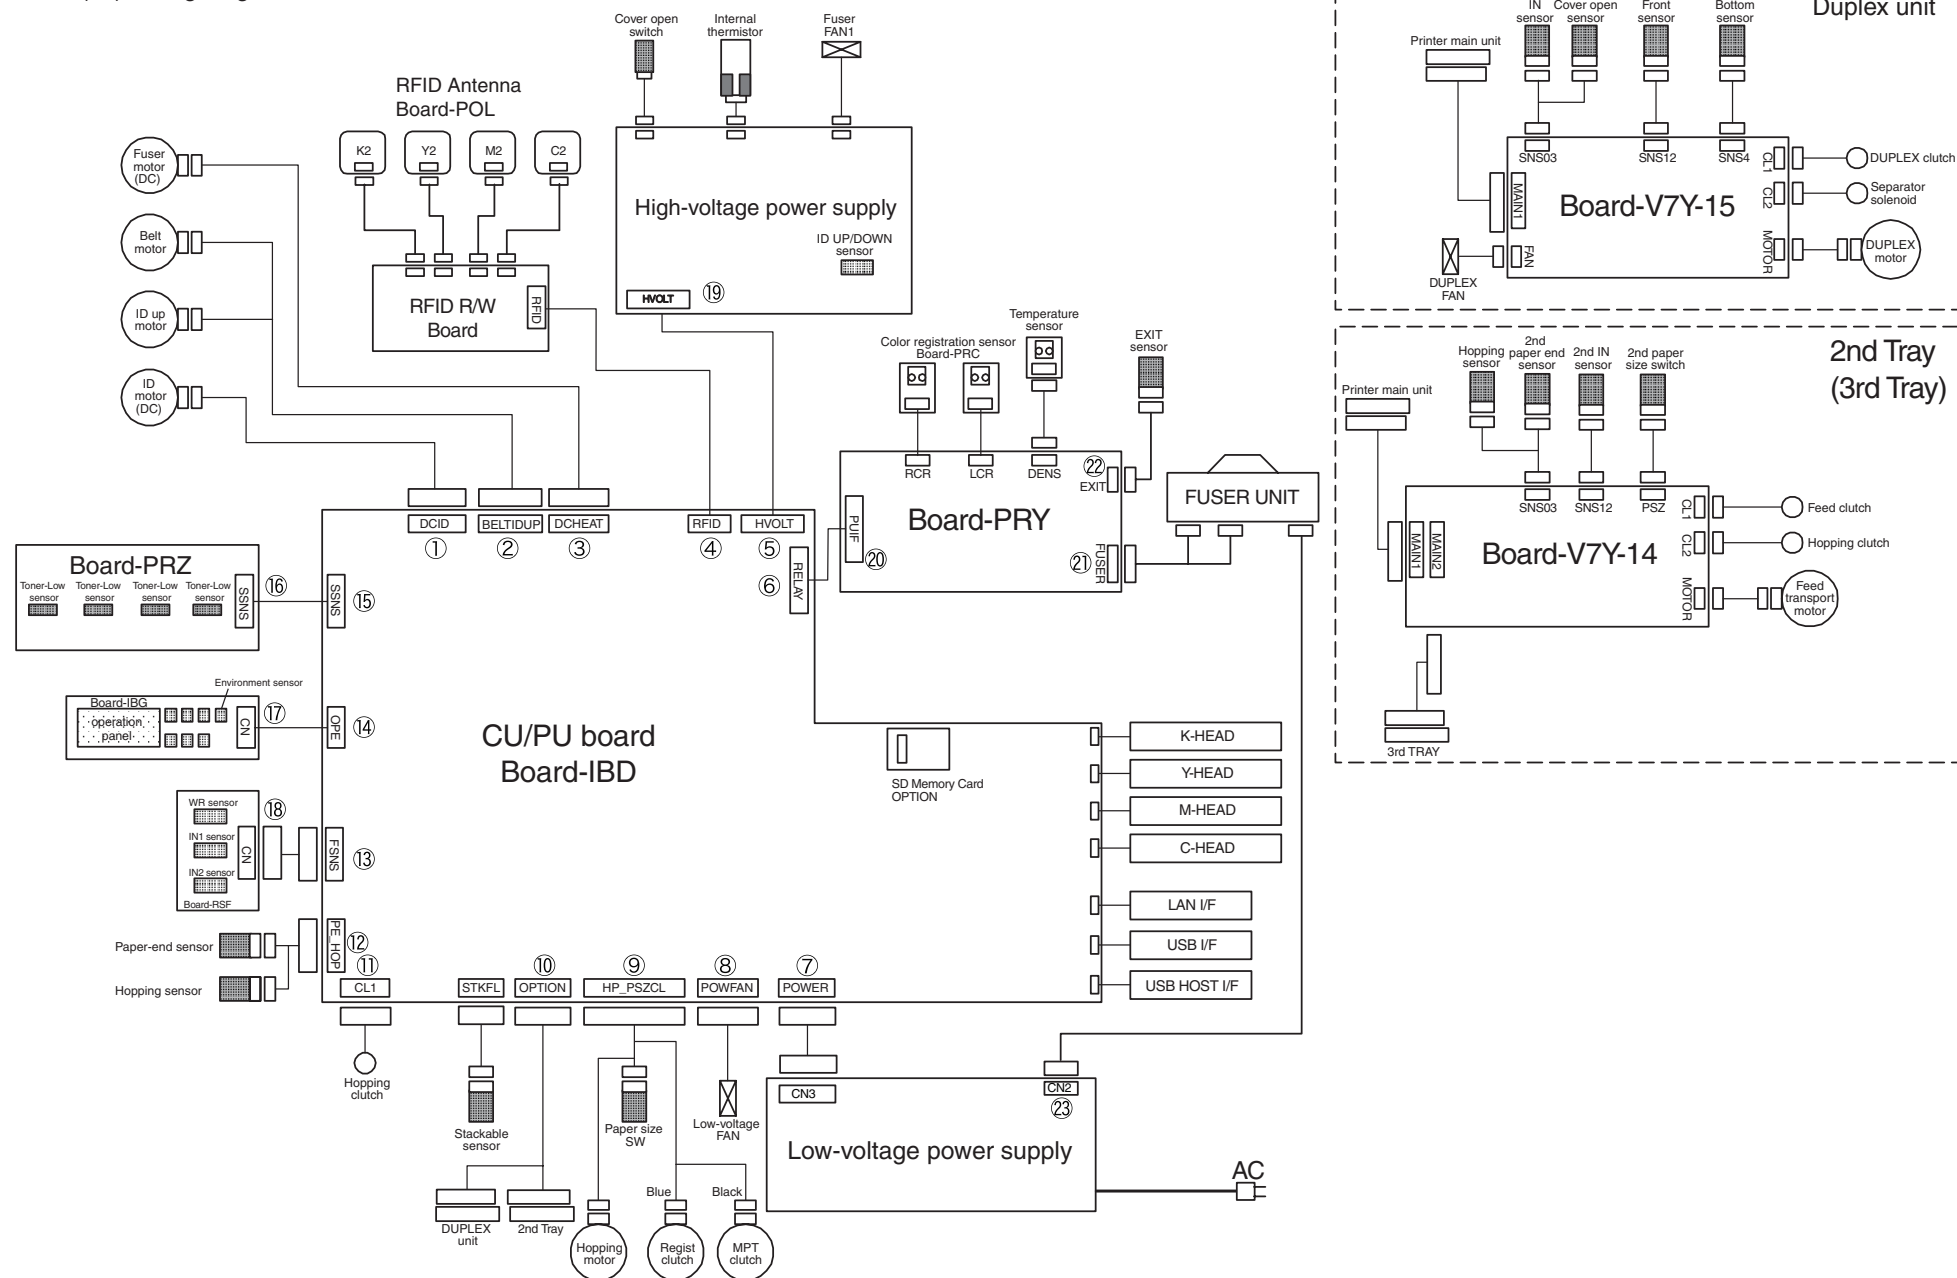 Cover open
switch
Internal
thermistor
Fuser
FAN1
RFID Antenna
Board-POL
K2
Y2
M2
C2
Fuser
motor
(DC)
Belt
motor
ID up
motor
ID
motor
(DC)
High-voltage power supply
ID UP/DOWN
sensor
HVOLT
⑲
RFID R/W
Board
RFID
Color registration sensor
Board-PRC
Temperature
sensor
EXIT
sensor
RCR
LCR
DENS
㉒
EXIT
PUIF
⑳
Board-PRY
㉑
FUSER
FUSER UNIT
DCID
BELTIDUP
DCHEAT
RFID
HVOLT
①
②
③
④
⑤
⑥
RELAY
Board-PRZ
Toner-Low
sensor
Toner-Low
sensor
Toner-Low
sensor
Toner-Low
sensor
SSNS
⑯
SSNS
⑮
Environment sensor
Board-IBG
operation
panel
CN
⑰
OPE
⑭
CU/PU board
Board-IBD
SD Memory Card
OPTION
K-HEAD
Y-HEAD
M-HEAD
C-HEAD
LAN I/F
USB I/F
USB HOST I/F
WR sensor
IN1 sensor
IN2 sensor
Board-RSF
CN
⑱
FSNS
⑬
Paper-end sensor
Hopping sensor
PE_HOP
⑫
⑪
⑩
⑨
⑧
⑦
CL1
STKFL
OPTION
HP_PSZCL
POWFAN
POWER
Hopping
clutch
Stackable
sensor
Paper size
SW
Low-voltage
FAN
CN3
CN2
㉓
Low-voltage power supply
AC
Blue
Black
DUPLEX
unit
2nd Tray
Hopping
motor
Regist
clutch
MPT
clutch
Duplex unit
Printer main unit
IN
sensor
Cover open
sensor
Front
sensor
Bottom
sensor
SNS03
SNS12
SNS4
CL1
CL2
MOTOR
MAIN1
FAN
Board-V7Y-15
DUPLEX clutch
Separator
solenoid
DUPLEX
motor
DUPLEX
FAN
2nd Tray
(3rd Tray)
Printer main unit
Hopping
sensor
2nd
paper end
sensor
2nd IN
sensor
2nd paper
size switch
SNS03
SNS12
PSZ
CL1
CL2
MOTOR
MAIN1
MAIN2
Board-V7Y-14
Feed clutch
Hopping clutch
Feed
transport
motor
3rd TRAY